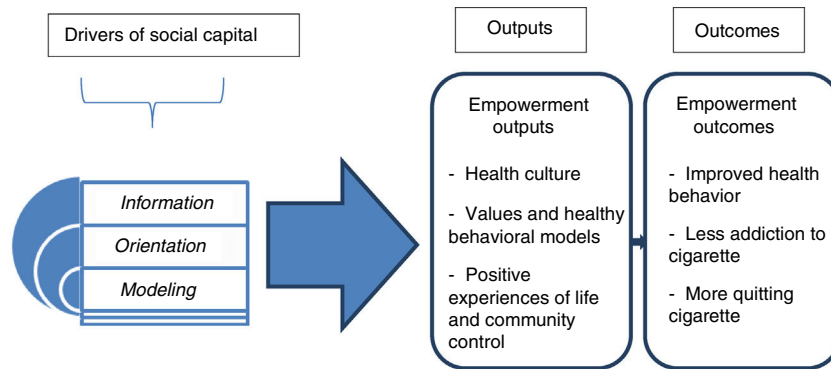 Drivers of social capital
Information
Orientation
Modeling
Outputs
Empowerment
outputs
- Health culture
- Values and healthy
behavioral models
- Positive
experiences of life
and community
control
Outcomes
Empowerment
outcomes
- Improved health
behavior
- Less addiction to
cigarette
- More quitting
cigarette